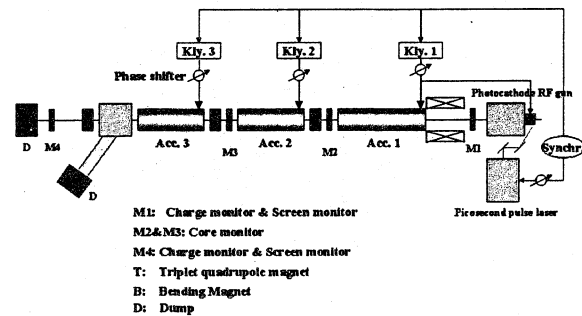 Kly. 3
Kly. 2
Kly. 1
Phase shifter
Photocathode RF gun
Acc. 3
Acc. 2
Acc. 1
D
M4
M3
M2
M1
Synchr.
D
Picosecond pulse laser
M1: Charge monitor & Screen monitor
M2&M3: Core monitor
M4: Charge monitor & Screen monitor
T: Triplet quadrupole magnet
B: Bending Magnet
D: Dump